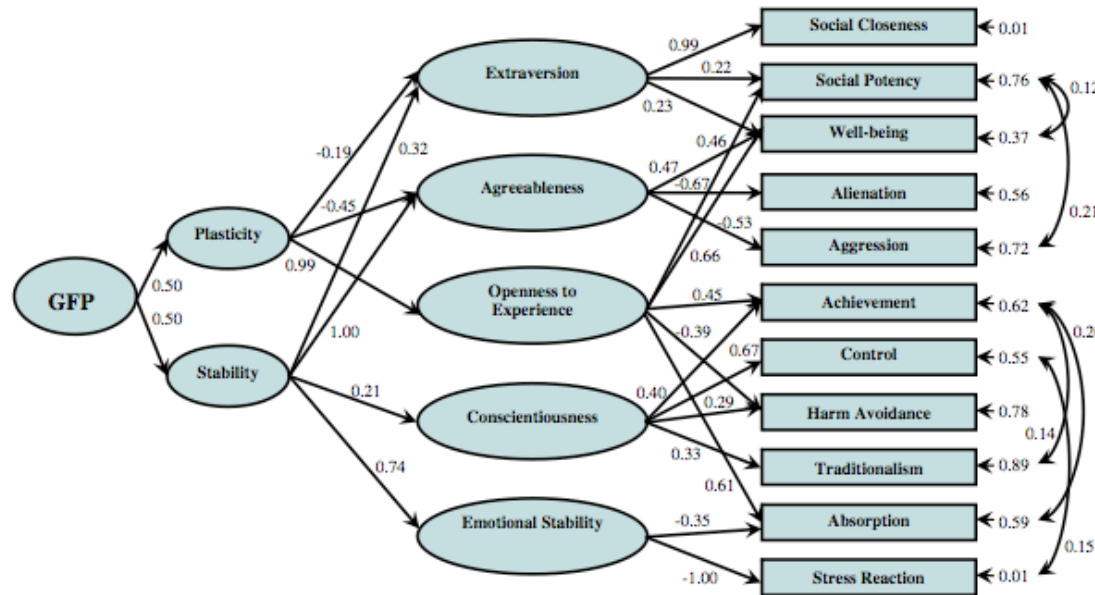 Social Closeness
0.99
0.01
Extraversion
0.22
Social Potency
0.76
0.12
0.23
Well-being
0.37
0.46
-0.19
0.32
0.47
Agreeableness
-0.67
Alienation
0.56
-0.45
0.21
-0.53
Plasticity
Aggression
0.72
0.99
0.66
0.50
GFP
Openness to
Experience
0.45
Achievement
0.62
0.50
1.00
-0.39
0.67
Control
0.55
Stability
0.21
0.40
Conscientiousness
0.29
Harm Avoidance
0.78
0.14
0.33
Traditionalism
0.89
0.74
0.61
Emotional Stability
-0.35
Absorption
0.59
0.15
-1.00
Stress Reaction
0.01